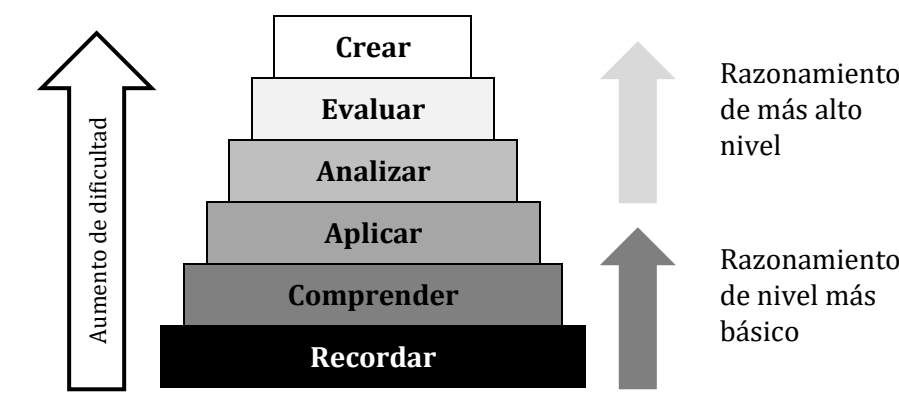 Aumento de dificultad
Crear
Evaluar
Analizar
Aplicar
Comprender
Recordar
Razonamiento
de más alto
nivel
Razonamiento
de nivel más
básico